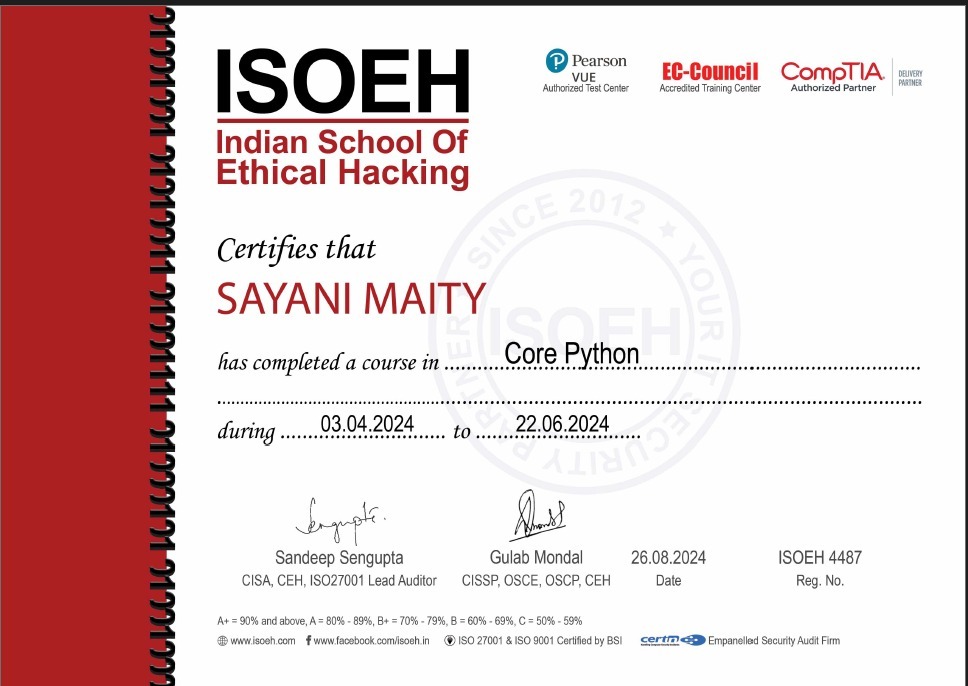 ISOEH
Indian School Of
Ethical Hacking
Pearson
VUE
Authorized Test Center
EC-Council
Accredited Training Center
CompTIA.
Authorized Partner
DELIVERY
PARTNER
SINCE 2012 ★ YOUR IT SECURITY PARTNER
ISOEH
Certifies that
SAYANI MAITY
has completed a course in Core Python
during 03.04.2024 to 22.06.2024
Sengupta.
Sandeep Sengupta
CISA, CEH, ISO27001 Lead Auditor
Gulab Mondal
CISSP, OSCE, OSCP, CEH
26.08.2024
Date
ISOEH 4487
Reg. No.
A+ = 90% and above, A = 80% - 89%, B+ = 70% - 79%, B = 60% - 69%, C = 50% - 59%
www.isoeh.com
www.facebook.com/isoeh.in
ISO 27001 & ISO 9001 Certified by BSI
certin
Empanelled Security Audit Firm